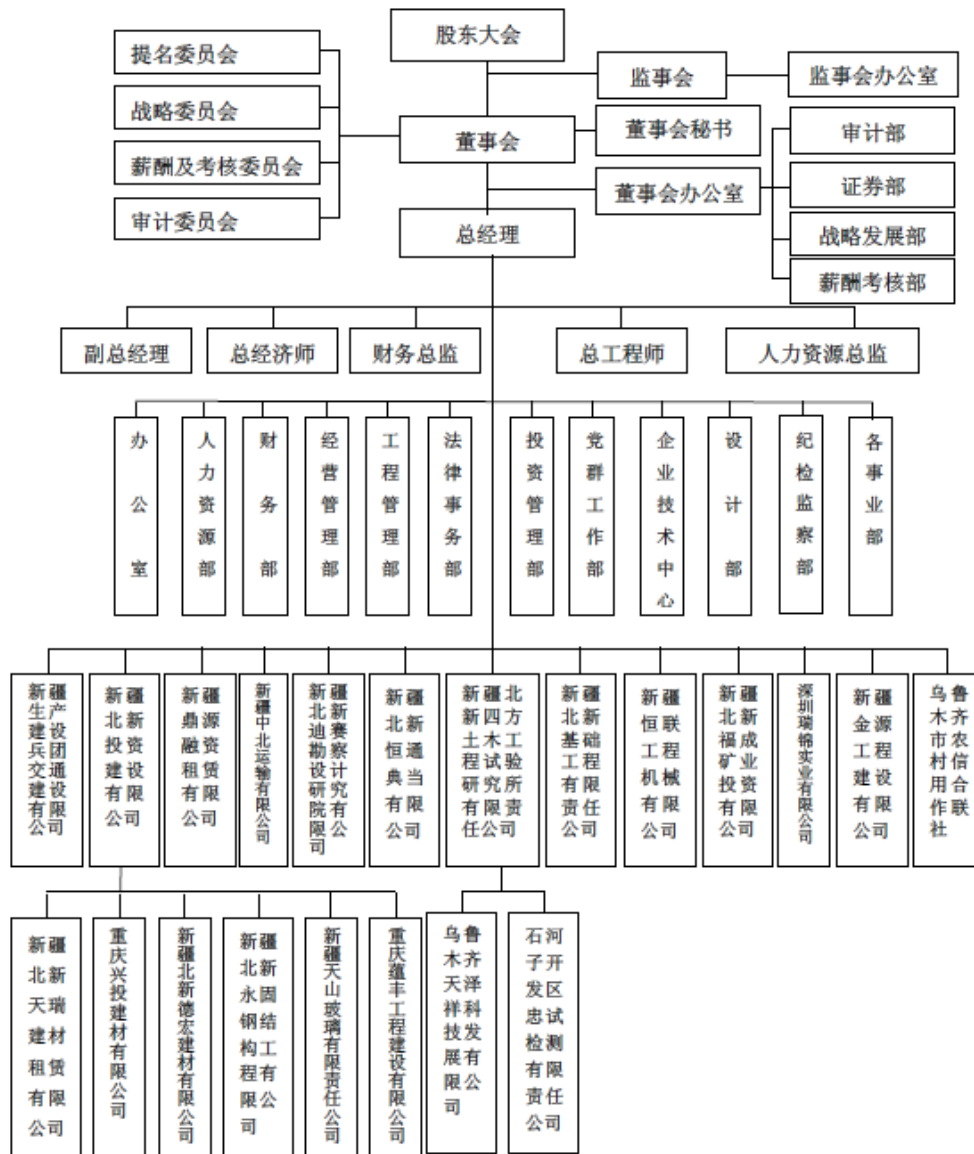 股东大会
提名委员会
监事会
监事会办公室
战略委员会
董事会
董事会秘书
审计部
薪酬及考核委员会
董事会办公室
证券部
审计委员会
总经理
战略发展部
薪酬考核部
副总经理
总经济师
财务总监
总工程师
人力资源总监
办公室
人力资源部
财务部
经营管理部
工程管理部
法律事务部
投资管理部
党群工作部
企业技术中心
设计部
纪检监察部
各事业部
新疆生产建设兵团交通建设有限公司
新疆北新投资建设有限公司
新疆鼎源融资租赁有限公司
新疆中北运输有限公司
新疆北新迪赛勘察设计研究院有限公司
新疆北新恒通典当有限公司
新疆北新四方土木工程试验研究所有限责任公司
新疆北新基础工程有限责任公司
新疆恒联工程机械有限公司
新疆北新福成矿业投资有限公司
深圳瑞锦实业有限公司
新疆金源工程建设有限公司
乌鲁木齐市农村信用合作联社
新疆北新天瑞建材租赁有限公司
重庆兴投建材有限公司
新疆北新德宏建材有限公司
新疆北新永固钢结构工程有限公司
新疆天山玻璃有限责任公司
重庆蕴丰工程建设有限公司
乌鲁木齐天泽祥科技发展有限公司
石河子开发区忠试检测有限责任公司